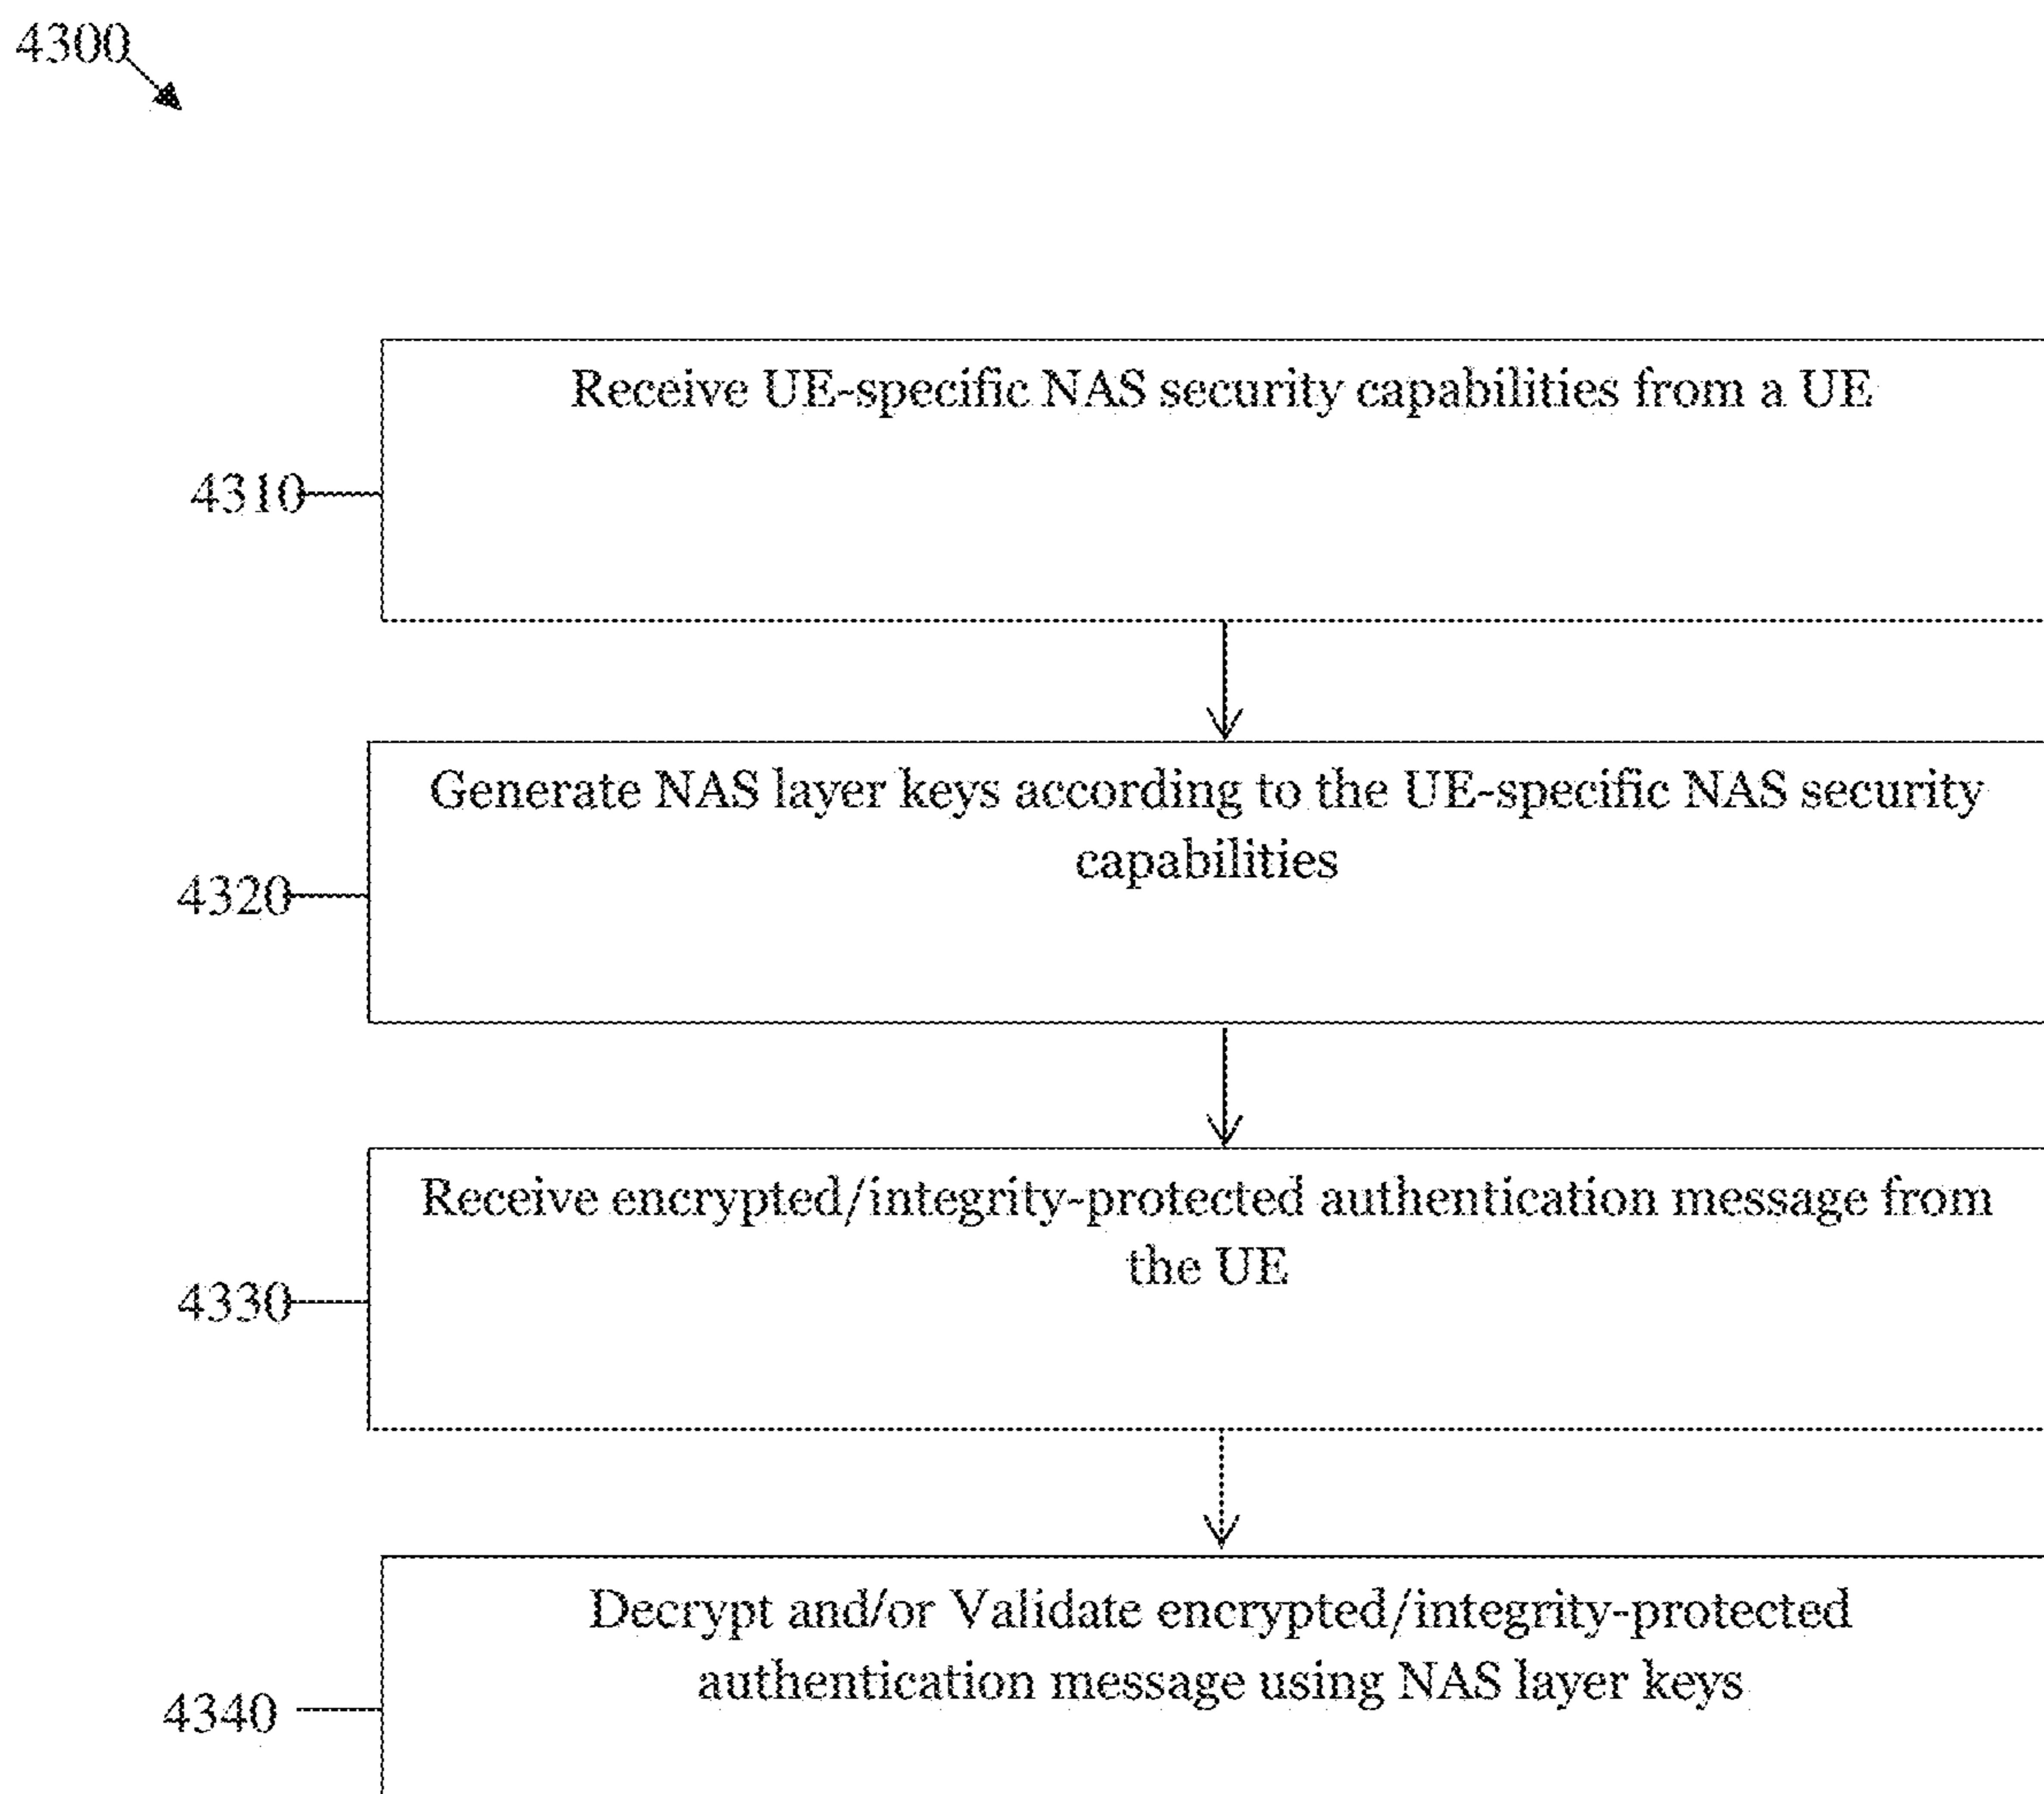 4300
Receive UE-specific NAS security capabilities from a UE
4310
Generate NAS layer keys according to the UE-specific NAS security
capabilities
4320
Receive encrypted/integrity-protected authentication message from
the UE
4330
Decrypt and/or Validate encrypted/integrity-protected
authentication message using NAS layer keys
4340